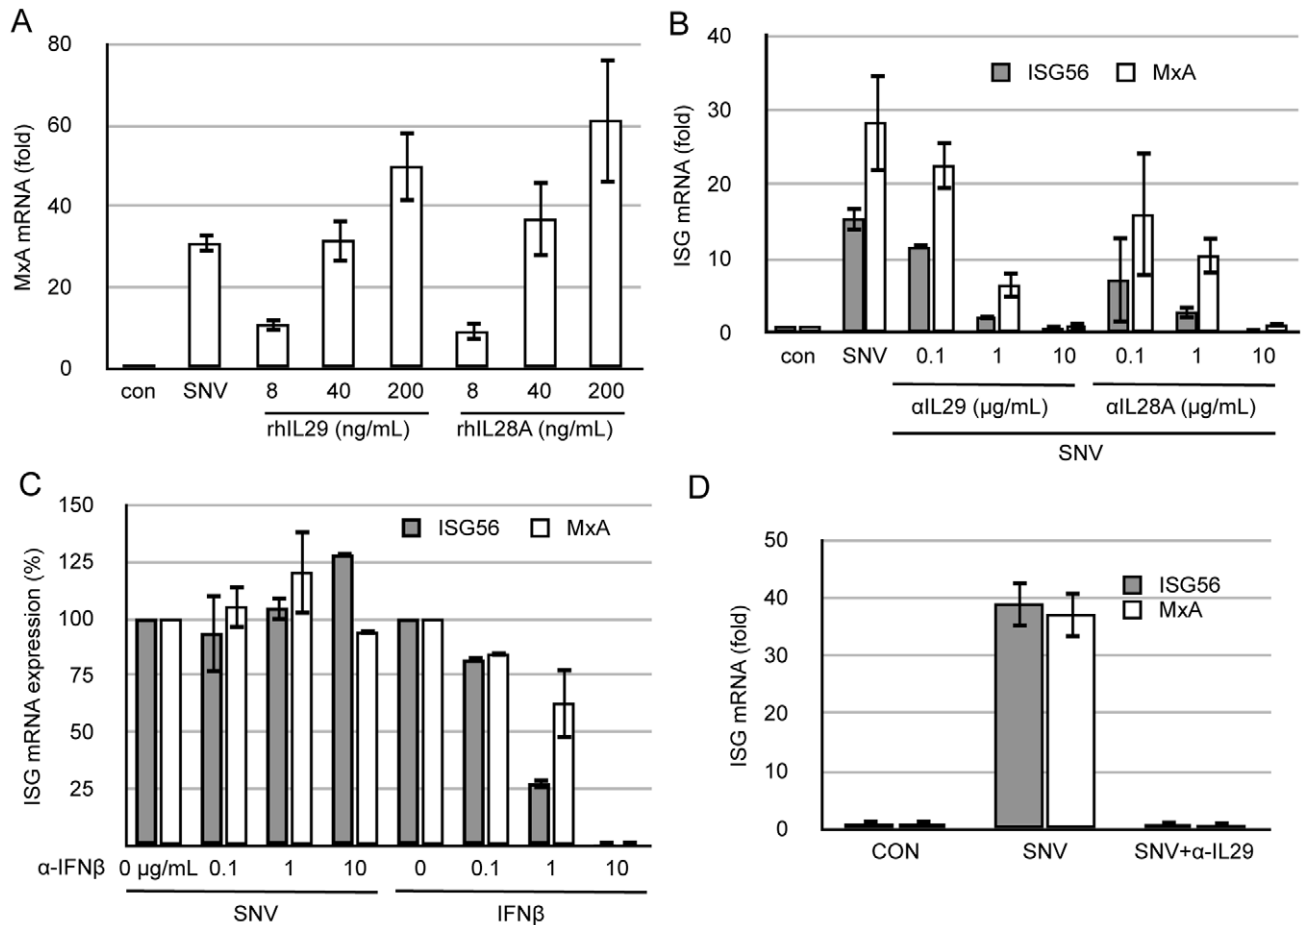 A
MxA mRNA (fold)
80
60
40
20
0
con SNV 8 40 200 8 40 200
rhIL29 (ng/mL) rhIL28A (ng/mL)
B
ISG mRNA (fold)
40
30
20
10
0
ISG56 MxA
con SNV 0.1 1 10 0.1 1 10
αIL29 (μg/mL) αIL28A (μg/mL)
SNV
C
ISG mRNA expression (%)
150
125
100
75
50
25
ISG56 MxA
α-IFNβ 0 μg/mL 0.1 1 10 0 0.1 1 10
SNV IFNβ
D
ISG mRNA (fold)
50
40
30
20
10
0
ISG56
MxA
CON SNV SNV+α-IL29